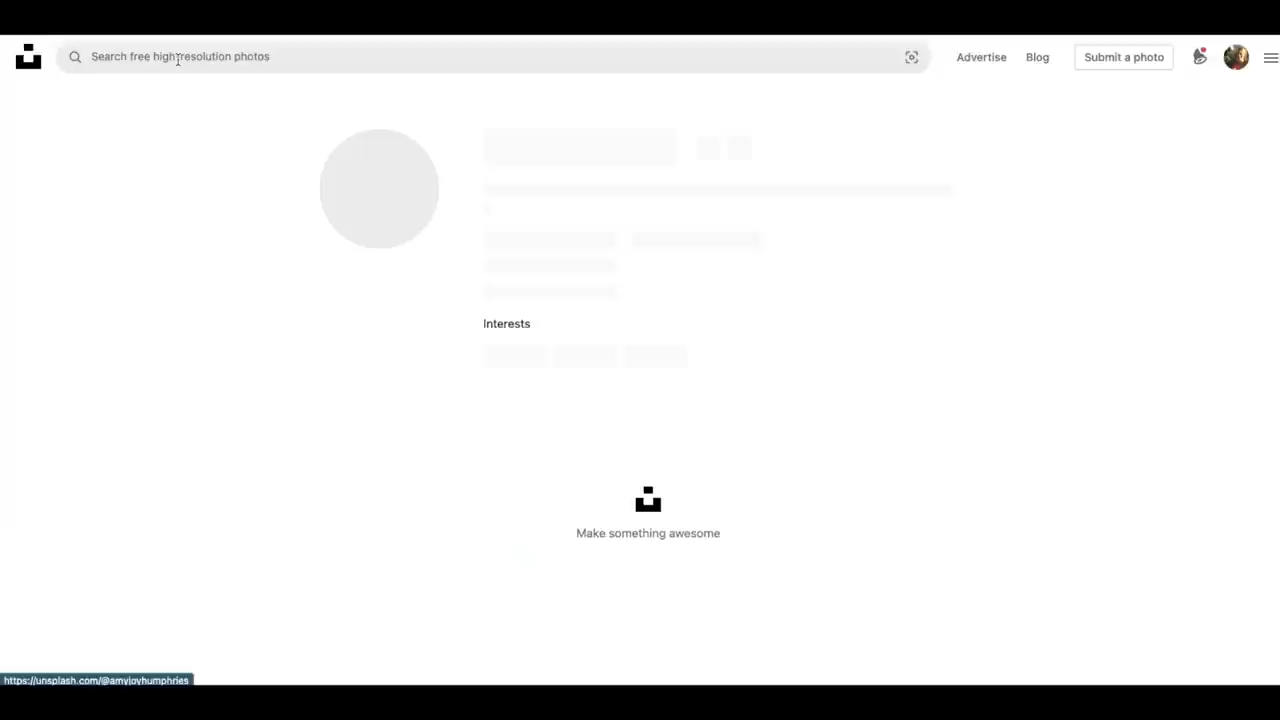 Search free high-resolution photos
Advertise
Blog
Submit a photo
Interests
Make something awesome
https://unsplash.com/@amyjoyhumphries